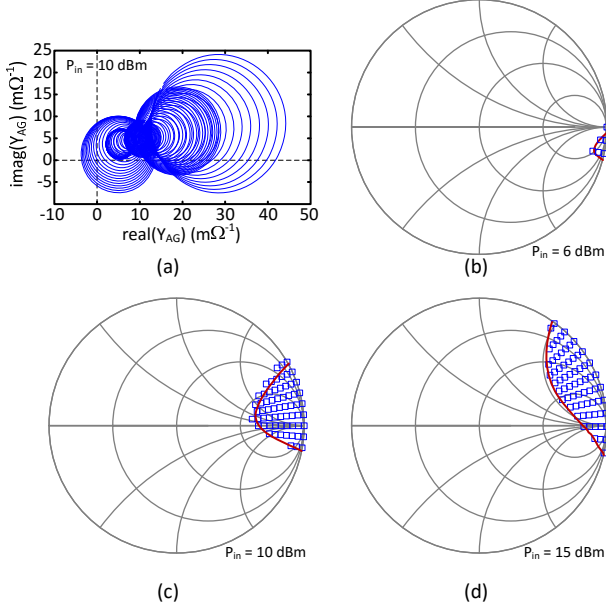 P_in = 10 dBm
imag(Y_AG) (mΩ⁻¹)
25
20
15
10
5
0
-5
-10 0 10 20 30 40 50
real(Y_AG) (mΩ⁻¹)
(a)
P_in = 6 dBm
(b)
P_in = 10 dBm
(c)
P_in = 15 dBm
(d)